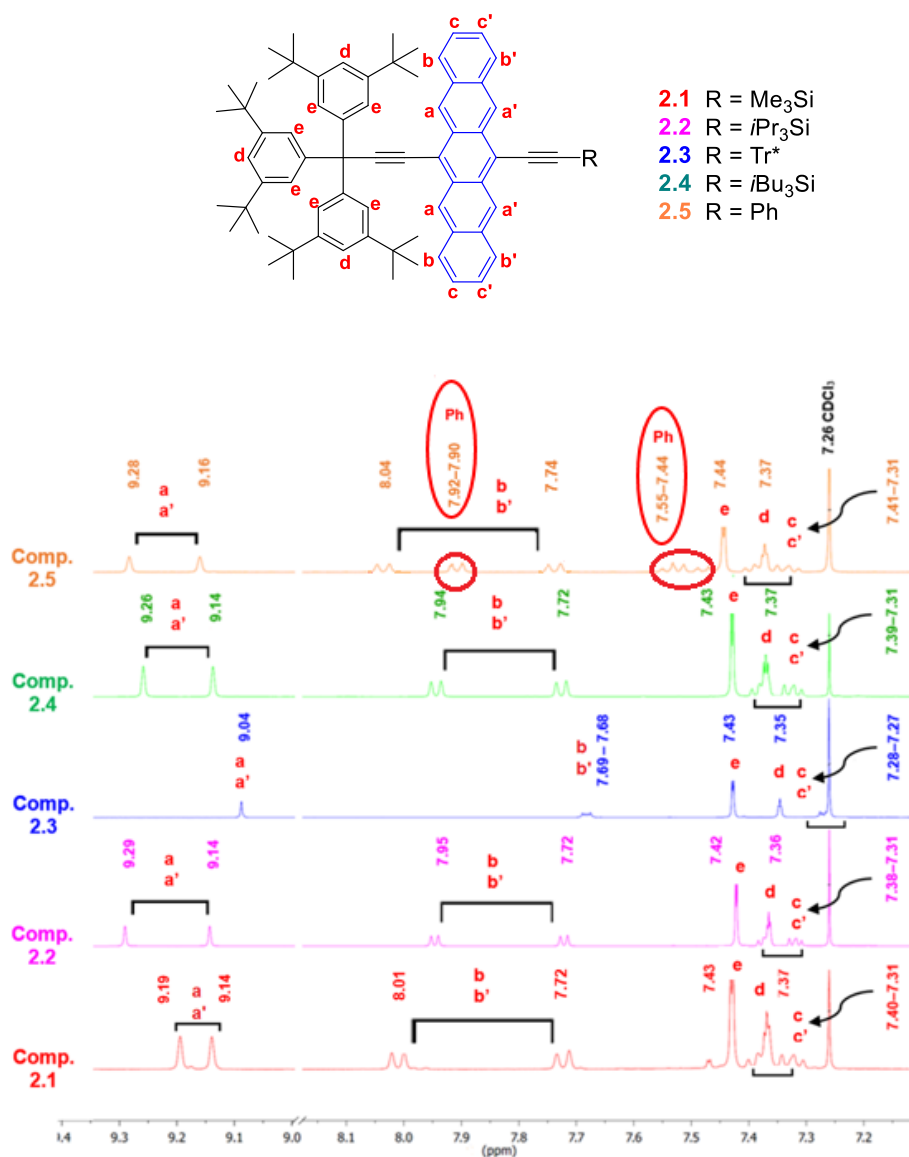 c c'
b b'
d
a a'
e e
2.1 R = Me₃Si
2.2 R = iPr₃Si
2.3 R = Tr*
2.4 R = iBu₃Si
2.5 R = Ph
e
d
e
R
e e
a a'
d
b b'
c c'
Comp. 2.5
9.28
a
a'
9.16
8.04
Ph
7.92–7.90
b
b'
7.74
Ph
7.55–7.44
7.44
e
7.37
d
c
c'
7.26 CDCl₃
7.41–7.31
Comp. 2.4
9.26
a
a'
9.14
7.94
b
b'
7.72
7.43
e
7.37
d
c
c'
7.39–7.31
Comp. 2.3
9.04
a
a'
b
b'
7.69 – 7.68
7.43
e
7.35
d
c
c'
7.28–7.27
Comp. 2.2
9.29
a
a'
9.14
7.95
b
b'
7.72
7.42
e
7.36
d
c
c'
7.38–7.31
Comp. 2.1
9.19
a
a'
9.14
8.01
b
b'
7.72
7.43
e
d
7.37
c
c'
7.40–7.31
9.4 9.3 9.2 9.1 9.0 8.1 8.0 7.9 7.8 7.7 7.6 7.5 7.4 7.3 7.2
(ppm)